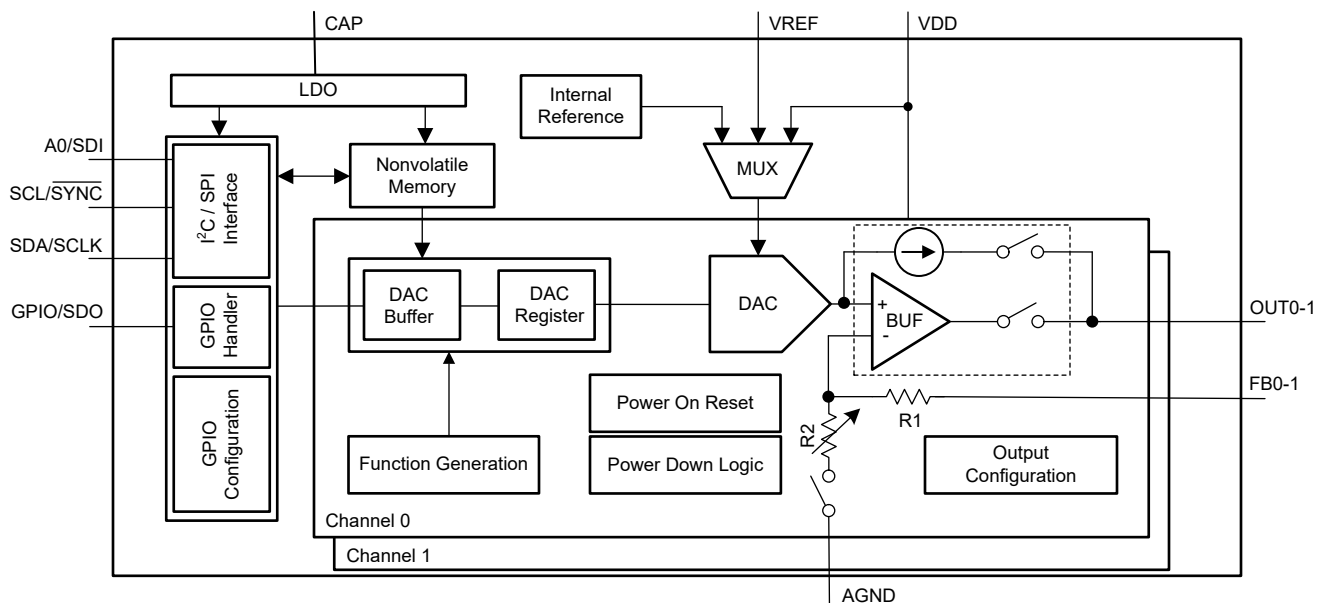 CAP
VREF
VDD
LDO
Internal
Reference
A0/SDI
SCL/SYNC
SDA/SCLK
GPIO/SDO
I²C / SPI
Interface
GPIO
Handler
GPIO
Configuration
Nonvolatile
Memory
MUX
DAC
Buffer
DAC
Register
DAC
+
BUF
-
OUT0-1
FB0-1
R1
R2
Power On Reset
Function Generation
Power Down Logic
Output
Configuration
Channel 0
Channel 1
AGND